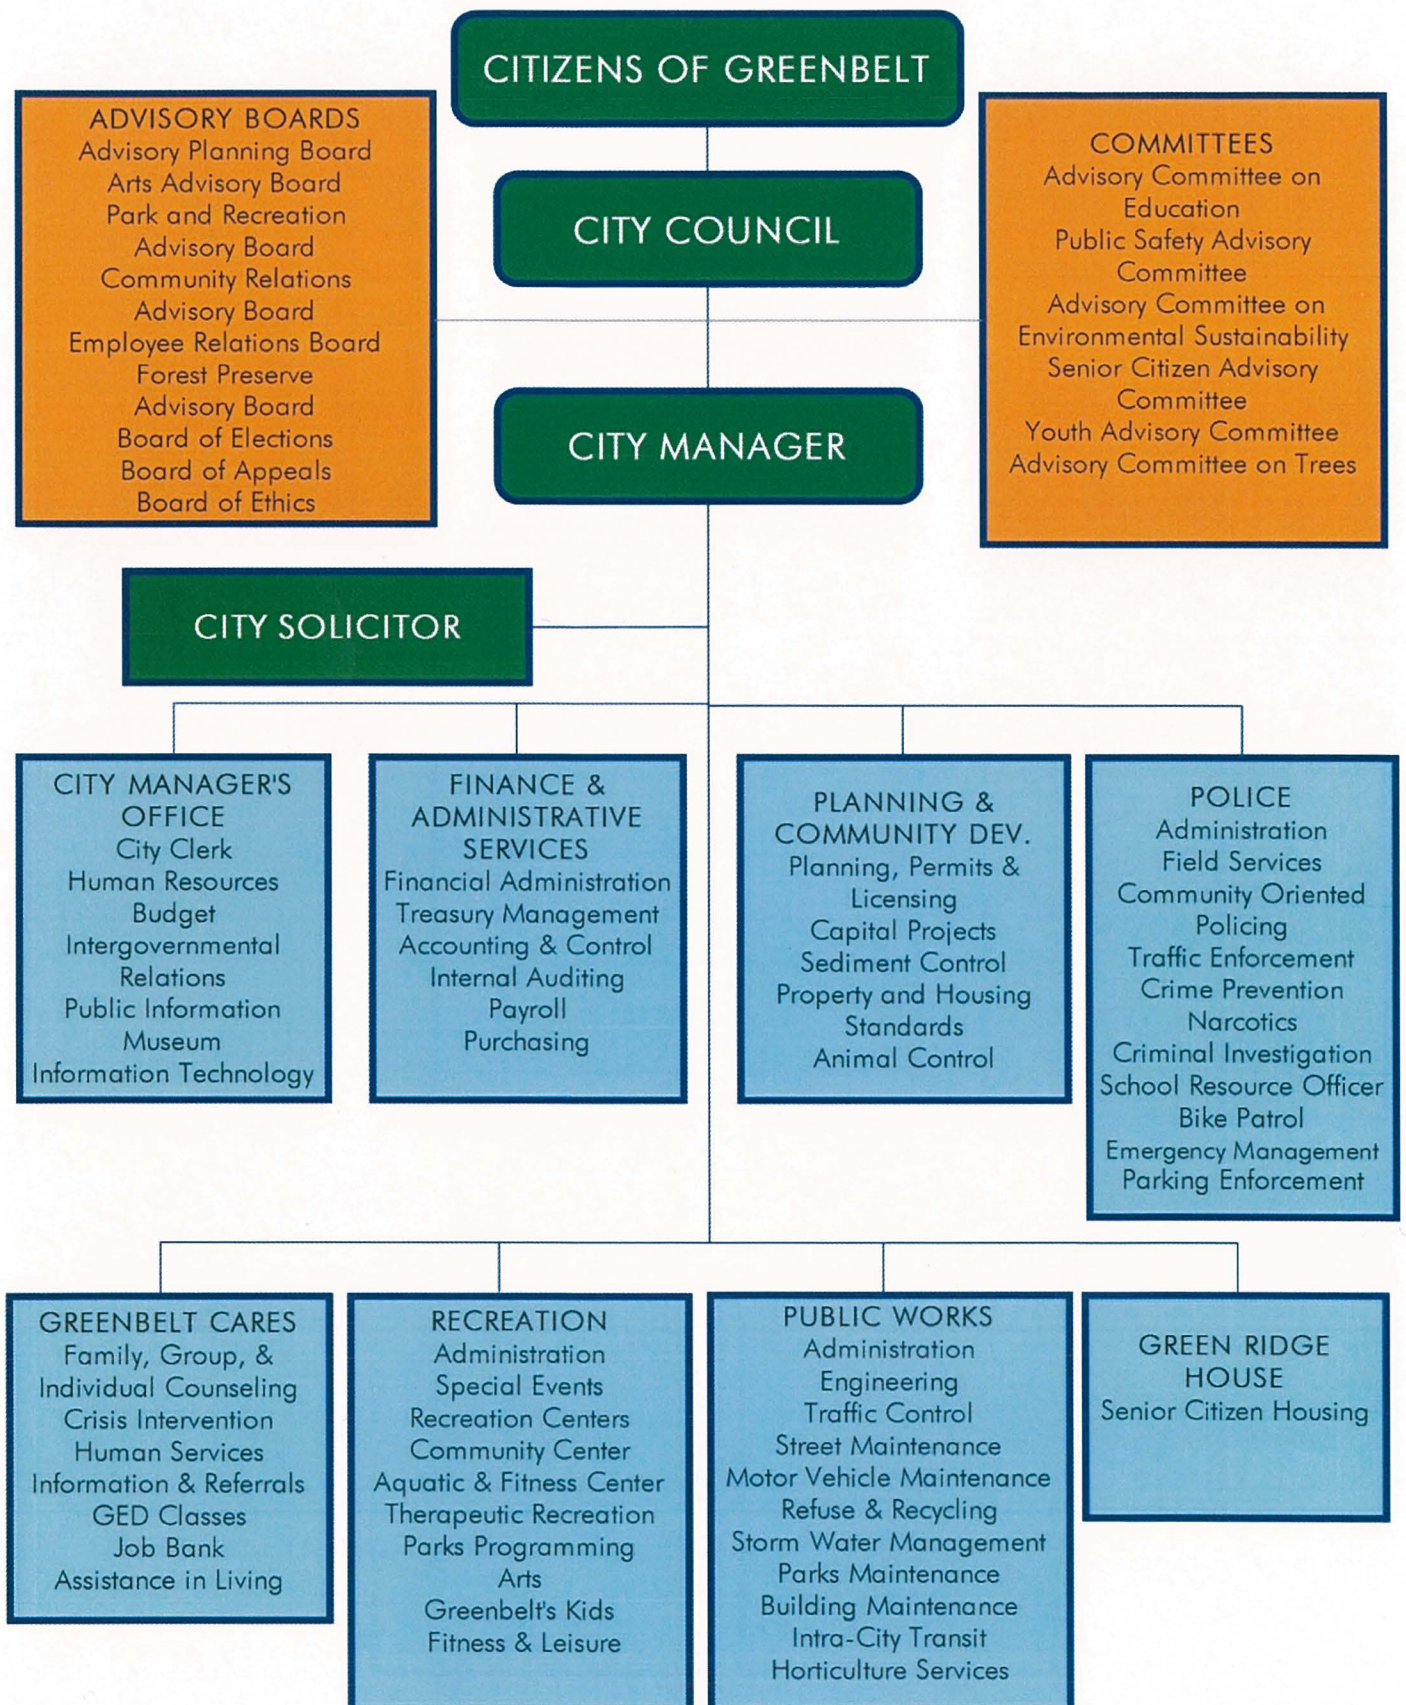 CITIZENS OF GREENBELT
ADVISORY BOARDS
Advisory Planning Board
Arts Advisory Board
Park and Recreation
Advisory Board
Community Relations
Advisory Board
Employee Relations Board
Forest Preserve
Advisory Board
Board of Elections
Board of Appeals
Board of Ethics
CITY COUNCIL
COMMITTEES
Advisory Committee on
Education
Public Safety Advisory
Committee
Advisory Committee on
Environmental Sustainability
Senior Citizen Advisory
Committee
Youth Advisory Committee
Advisory Committee on Trees
CITY MANAGER
CITY SOLICITOR
CITY MANAGER'S
OFFICE
City Clerk
Human Resources
Budget
Intergovernmental
Relations
Public Information
Museum
Information Technology
FINANCE &
ADMINISTRATIVE
SERVICES
Financial Administration
Treasury Management
Accounting & Control
Internal Auditing
Payroll
Purchasing
PLANNING &
COMMUNITY DEV.
Planning, Permits &
Licensing
Capital Projects
Sediment Control
Property and Housing
Standards
Animal Control
POLICE
Administration
Field Services
Community Oriented
Policing
Traffic Enforcement
Crime Prevention
Narcotics
Criminal Investigation
School Resource Officer
Bike Patrol
Emergency Management
Parking Enforcement
GREENBELT CARES
Family, Group, &
Individual Counseling
Crisis Intervention
Human Services
Information & Referrals
GED Classes
Job Bank
Assistance in Living
RECREATION
Administration
Special Events
Recreation Centers
Community Center
Aquatic & Fitness Center
Therapeutic Recreation
Parks Programming
Arts
Greenbelt's Kids
Fitness & Leisure
PUBLIC WORKS
Administration
Engineering
Traffic Control
Street Maintenance
Motor Vehicle Maintenance
Refuse & Recycling
Storm Water Management
Parks Maintenance
Building Maintenance
Intra-City Transit
Horticulture Services
GREEN RIDGE
HOUSE
Senior Citizen Housing